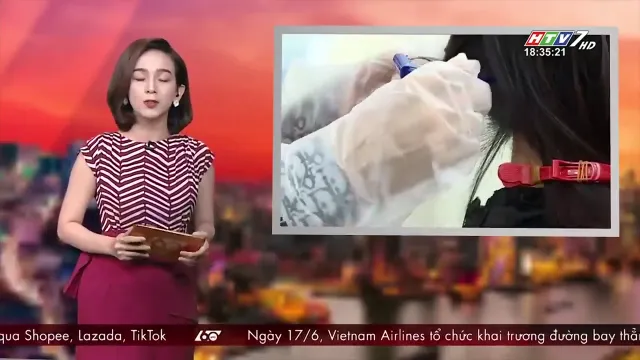 HTV7 HD
18:35:21
qua Shopee, Lazada, TikTok
60 Ngày 17/6, Vietnam Airlines tổ chức khai trương đường bay thẳ